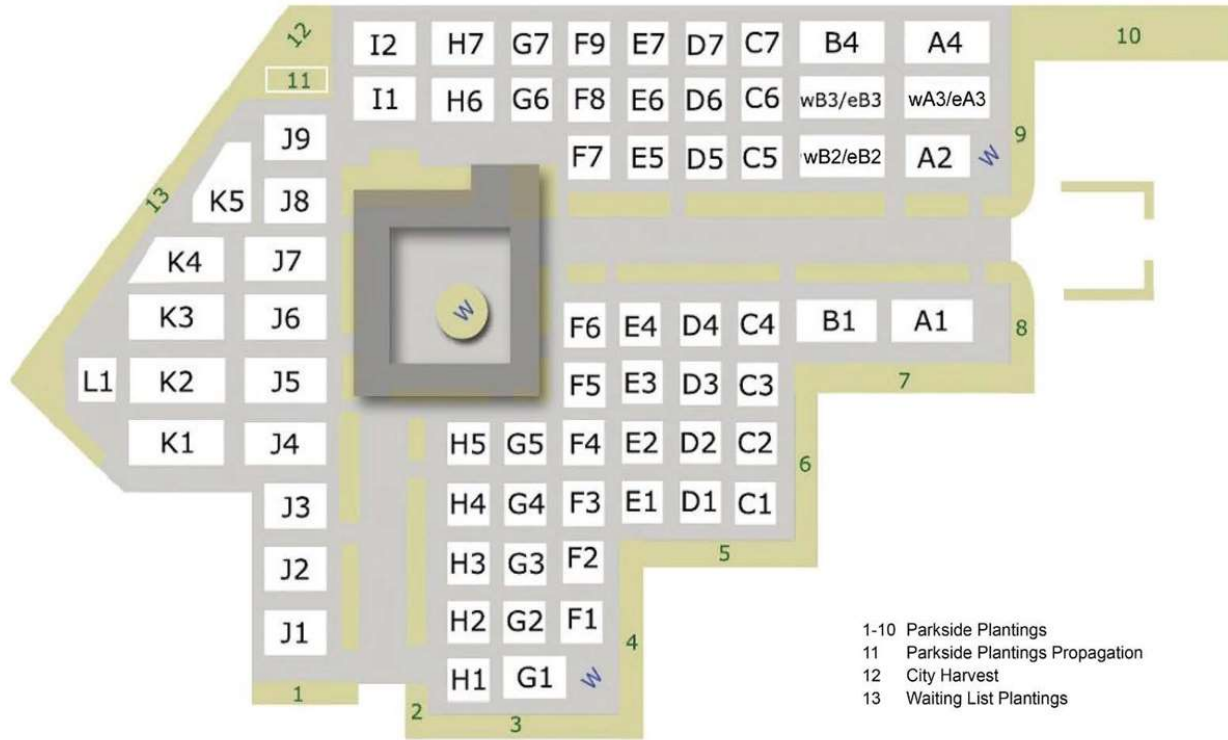 12
I2 H7 G7 F9 E7 D7 C7 B4 A4 10
11
I1 H6 G6 F8 E6 D6 C6 wB3/eB3 wA3/eA3
J9 9
F7 E5 D5 C5 wB2/eB2 A2 W
13 K5 J8
K4 J7
K3 J6 W
F6 E4 D4 C4 B1 A1 8
L1 K2 J5 F5 E3 D3 C3 7
K1 J4 H5 G5 F4 E2 D2 C2 6
J3 H4 G4 F3 E1 D1 C1
J2 H3 G3 F2 5
J1 H2 G2 F1 4
H1 G1 W
1 2 3
1-10 Parkside Plantings
11 Parkside Plantings Propagation
12 City Harvest
13 Waiting List Plantings